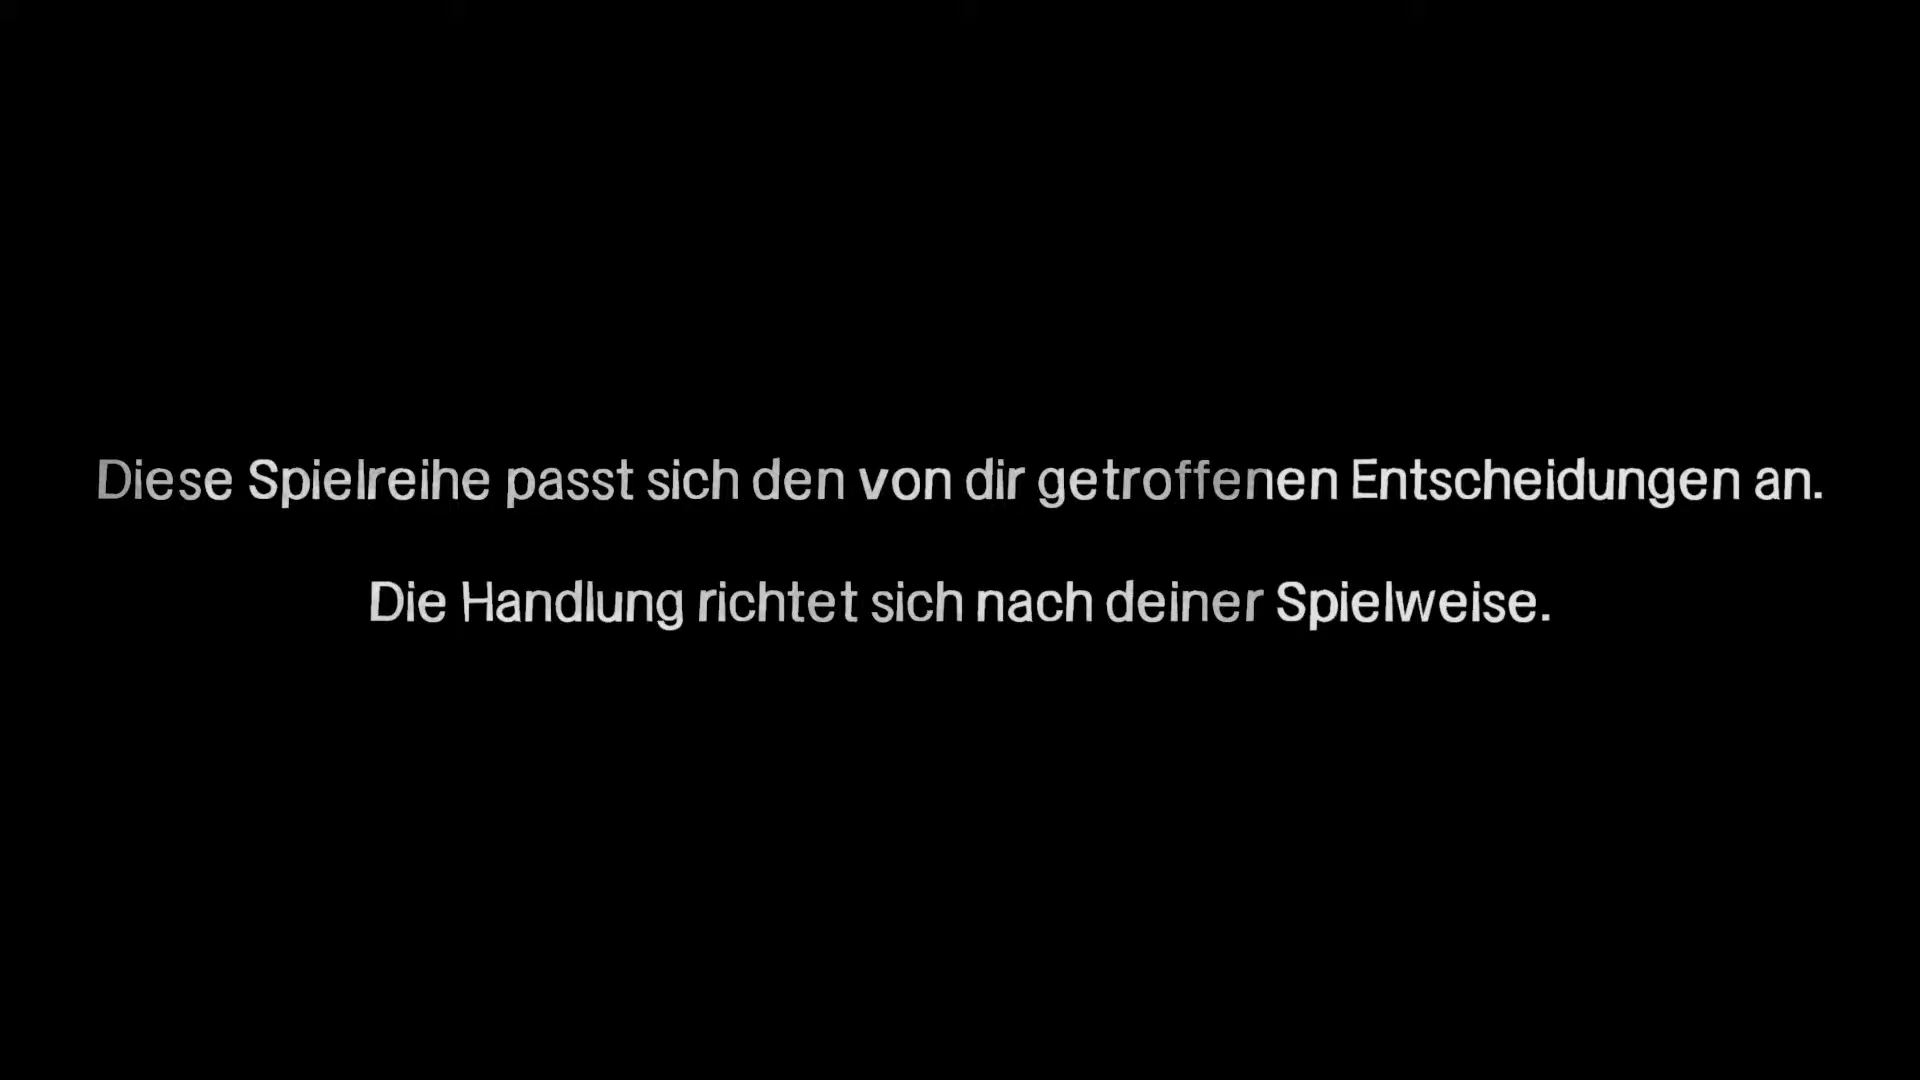 Diese Spielreihe passt sich den von dir getroffenen Entscheidungen an.
Die Handlung richtet sich nach deiner Spielweise.